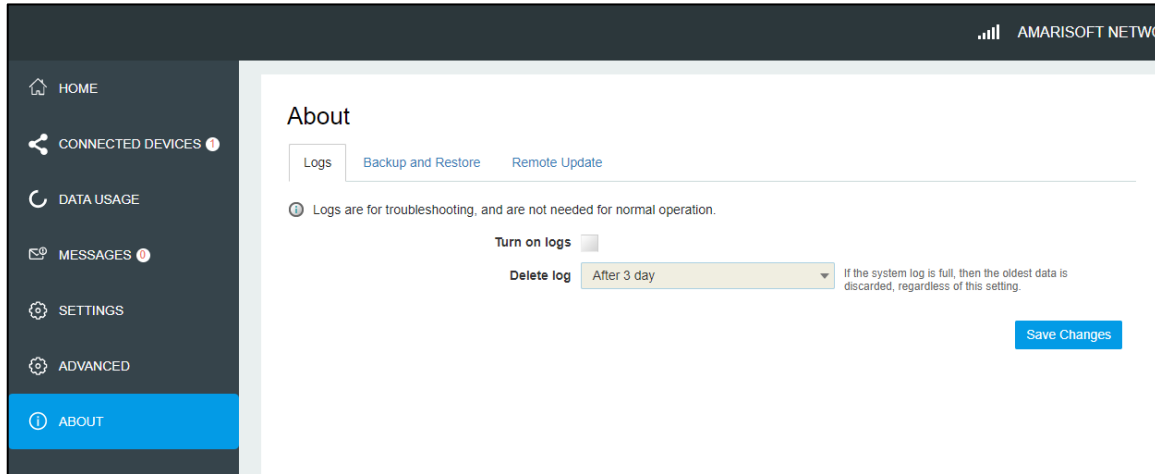 AMARISOFT NETWO
HOME
CONNECTED DEVICES 1
DATA USAGE
MESSAGES 0
SETTINGS
ADVANCED
ABOUT
About
Logs Backup and Restore Remote Update
Logs are for troubleshooting, and are not needed for normal operation.
Turn on logs
Delete log After 3 day If the system log is full, then the oldest data is
discarded, regardless of this setting.
Save Changes